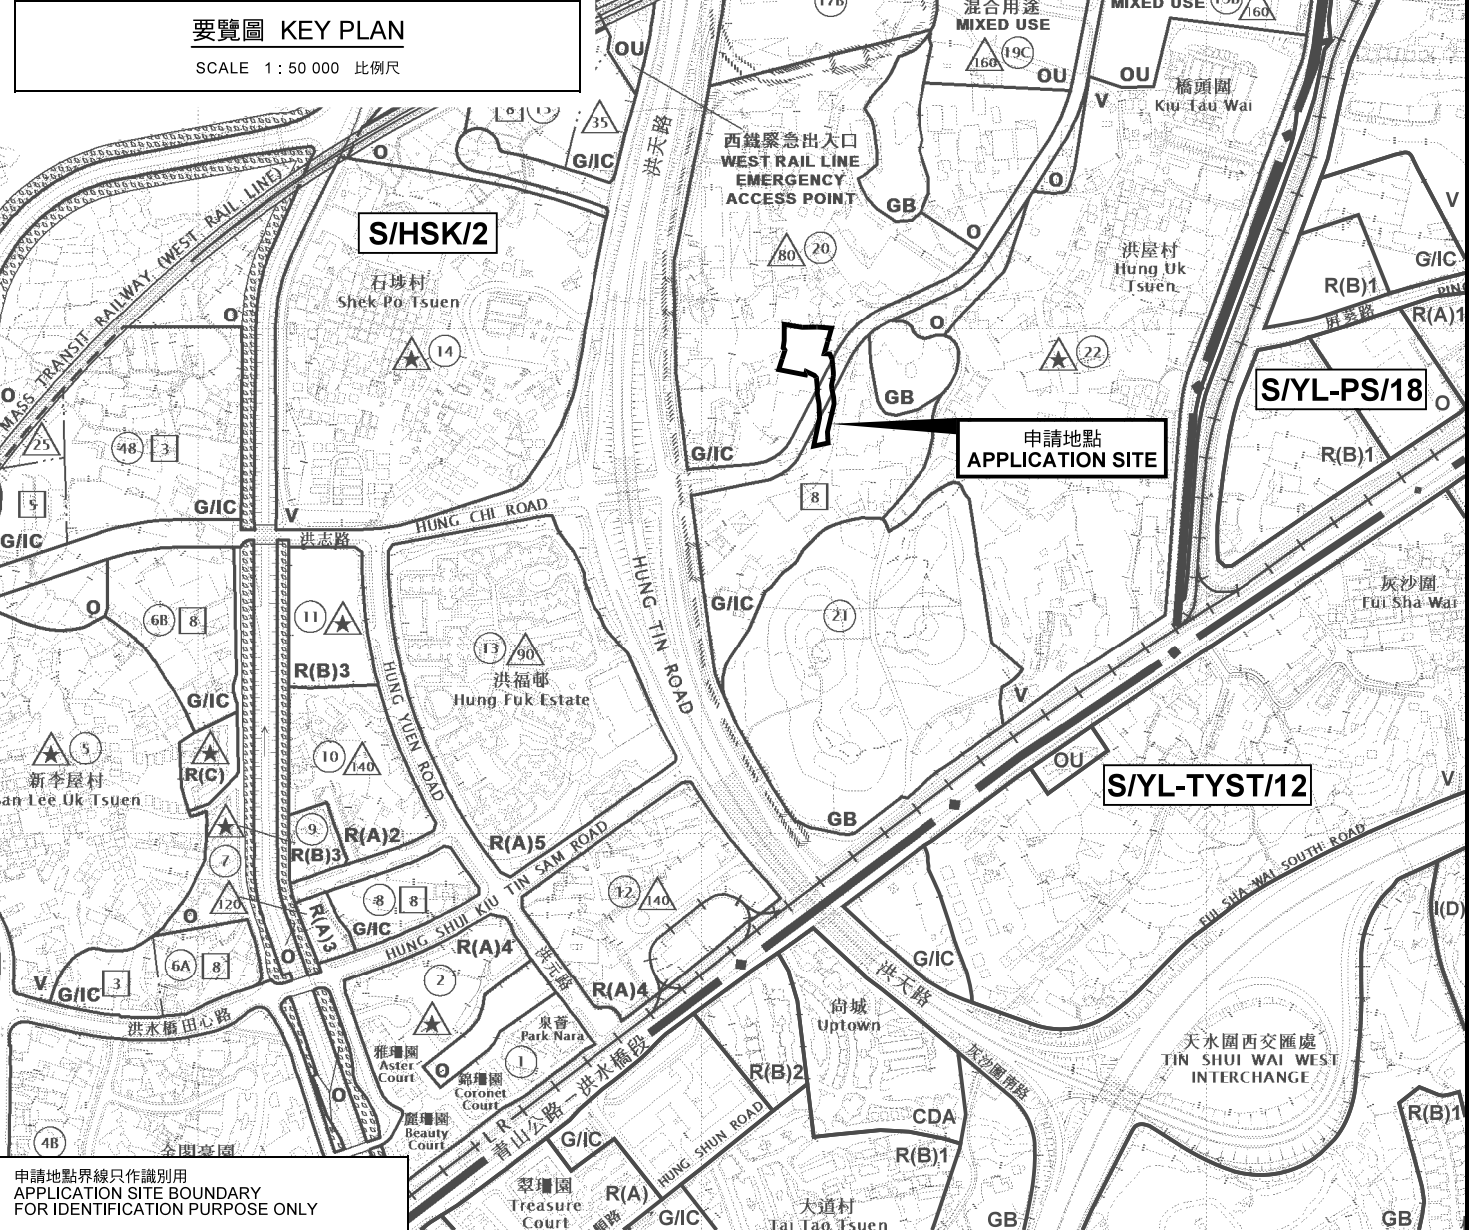 要覽圖 KEY PLAN
SCALE 1 : 50 000 比例尺
17B
混合用途
MIXED USE
160
19C
OU
MIXED USE
19B
160
OU
OU
V
橋頭圍
Kiu Tau Wai
8
15
35
G/IC
洪天路
西鐵緊急出入口
WEST RAIL LINE
EMERGENCY
ACCESS POINT
GB
O
O
80
20
S/HSK/2
O
石埗村
Shek Po Tsuen
14
MASS TRANSIT RAILWAY (WEST RAIL LINE)
O
O
25
48
3
5
G/IC
G/IC
V
洪志路
HUNG CHI ROAD
洪屋村
Hung Uk
Tsuen
22
V
G/IC
R(B)1
屏葵路
PING
R(A)1
S/YL-PS/18
O
R(B)1
O
GB
申請地點
APPLICATION SITE
G/IC
8
G/IC
21
灰沙圍
Fui Sha Wai
HUNG TIN ROAD
O
6B
8
11
R(B)3
13
90
洪福邨
Hung Fuk Estate
HUNG YUEN ROAD
G/IC
R(C)
5
新李屋村
San Lee Uk Tsuen
10
140
9
R(B)3
R(A)2
R(A)5
TIN SAM ROAD
7
120
R(A)3
8
8
G/IC
HUNG SHUI KIU
12
140
GB
V
OU
S/YL-TYST/12
V
FUI SHA WAI SOUTH ROAD
I(D)
O
6A
8
O
V
G/IC
3
洪水橋田心路
R(A)4
2
洪元路
R(A)4
泉薈
Park Nara
1
雅珊園
Aster
Court
O
錦珊園
Coronet
Court
麗珊園
Beauty
Court
O
4B
LRT
青山公路－洪水橋段
G/IC
洪天路
尚城
Uptown
灰沙圍南路
天水圍西交匯處
TIN SHUI WAI WEST
INTERCHANGE
R(B)2
CDA
R(B)1
R(B)1
G/IC
HUNG SHUN ROAD
翠珊園
Treasure
Court
R(A)
G/IC
大道村
Tai Tao Tsuen
GB
GB
申請地點界線只作識別用
APPLICATION SITE BOUNDARY
FOR IDENTIFICATION PURPOSE ONLY